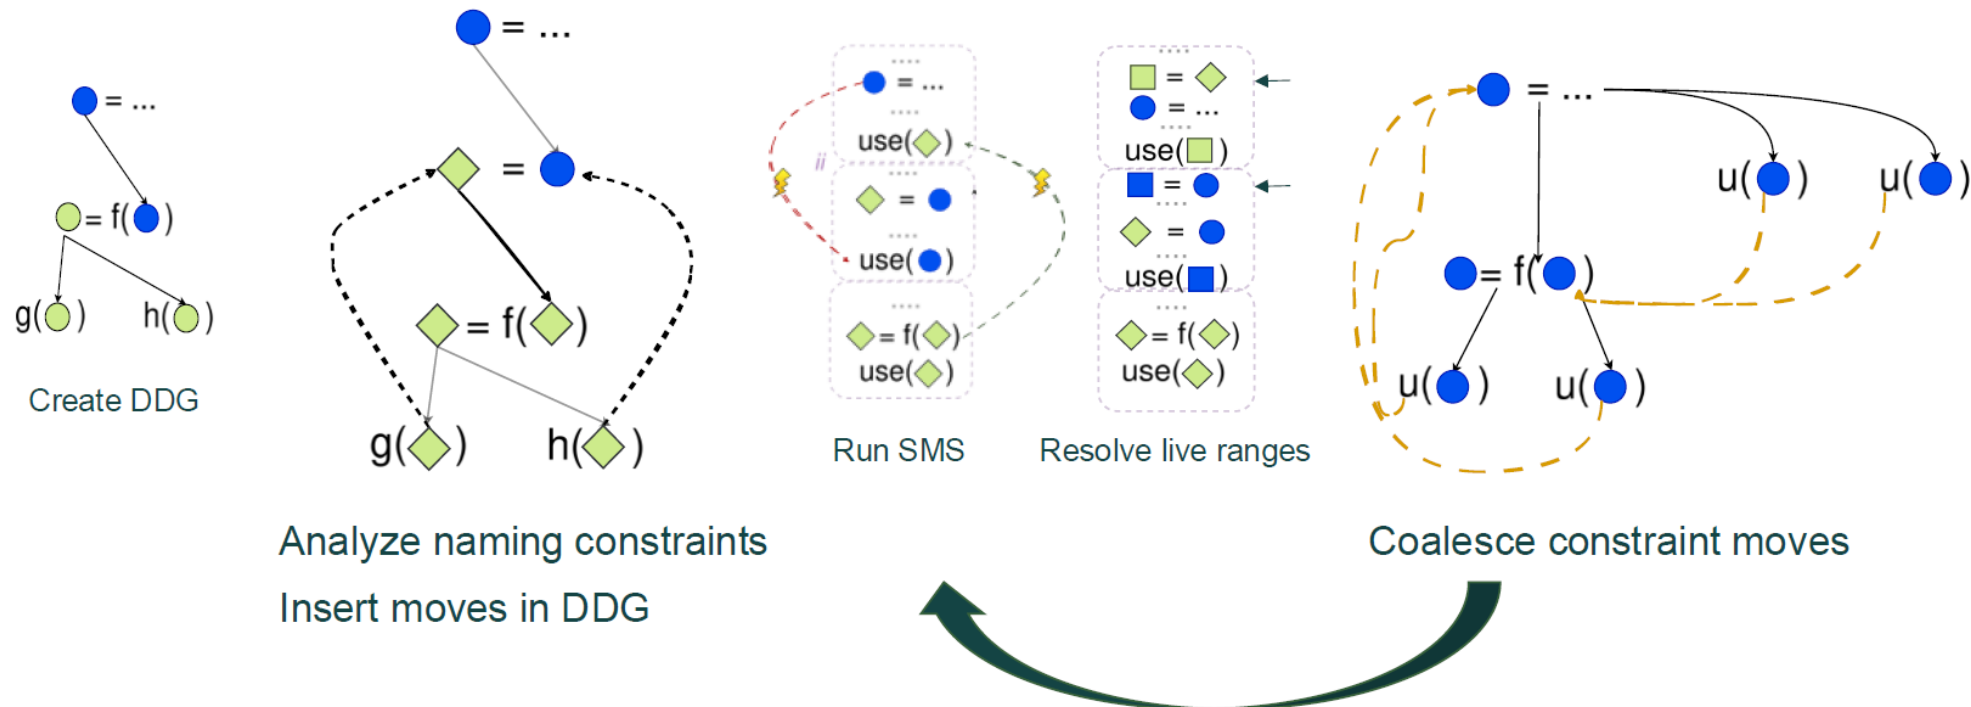 = ...
= f( )
g( )
h( )
Create DDG
= ...
=
= f( )
g( )
h( )
Analyze naming constraints
Insert moves in DDG
....
= ...
....
use( )
ii
....
=
....
use( )
....
= f( )
use( )
Run SMS
....
=
= ...
....
use( )
=
....
=
....
use( )
....
= f( )
use( )
Resolve live ranges
= ...
u( )
u( )
= f( )
u( )
u( )
Coalesce constraint moves